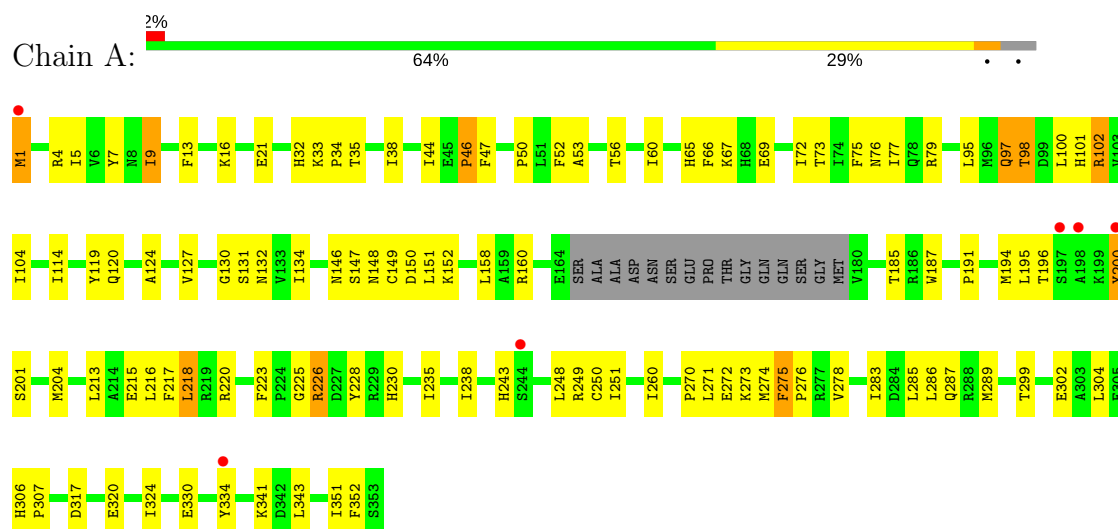 2%
Chain A:
64% 29% • •
M1 R4 I5 V6 Y7 N8 I9 F13 K16 E21 H32 K33 P34 T35 I38 I44 E45 P46 F47 P50 L51 F52 A53 T56 I60 H65 F66 K67 H68 E69 I72 T73 I74 F75 N76 I77 Q78 R79 L95 M96 Q97 T98 D99 L100 H101 R102 V103
I104 I114 Y119 Q120 A124 V127 G130 S131 N132 V133 I134 N146 S147 N148 C149 D150 L151 K152 L158 A159 R160 E164 SER ALA ALA ASP ASN SER GLU PRO THR GLY GLN GLN SER GLY MET V180 T185 R186 W187 P191 M194 L195 T196 S197 A198 K199 Y200
S201 M204 L213 A214 E215 L216 F217 L218 R219 R220 F223 P224 G225 R226 D227 Y228 R229 H230 I235 I238 H243 S244 L248 R249 C250 I251 I260 P270 L271 E272 K273 M274 F275 P276 R277 V278 I283 D284 L285 L286 Q287 R288 M289 T299 E302 A303 L304 F305
H306 P307 D317 E320 I324 E330 Y334 K341 D342 L343 I351 F352 S353